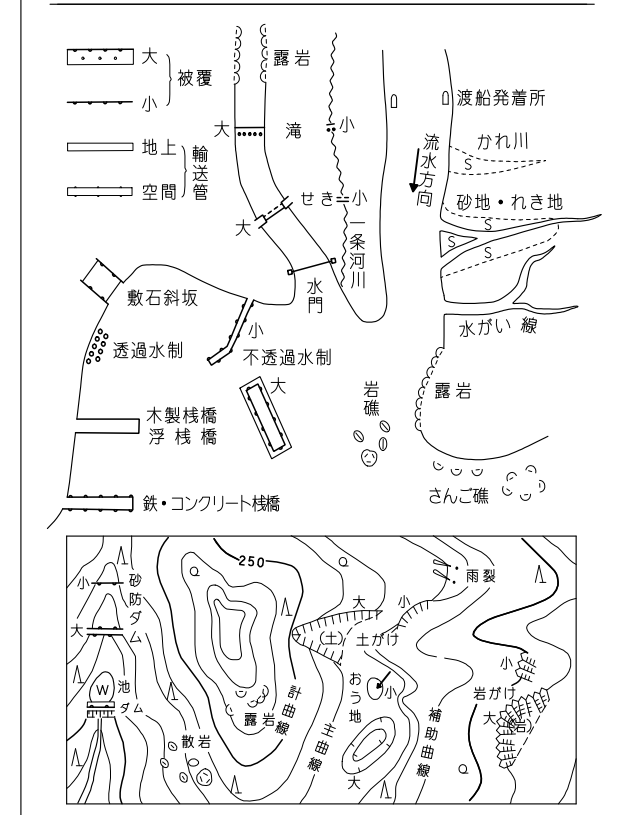 大
被覆
小
地上
空間
輸送管
露岩
大
滝
小
せき
小
大
一条河川
水門
渡船発着所
流水方向
かれ川
S
砂地・れき地
S
S
S
水がい線
敷石斜坂
小
透過水制
不透過水制
大
木製桟橋
浮桟橋
鉄・コンクリート桟橋
岩礁
露岩
さんご礁
小
砂防ダム
大
W
池
ダム
250
Q
Q
雨裂
大
小
(土)
土がけ
小
おう地
小
岩がけ
大
(岩)
露岩
計曲線
主曲線
補助曲線
散岩
大
Q